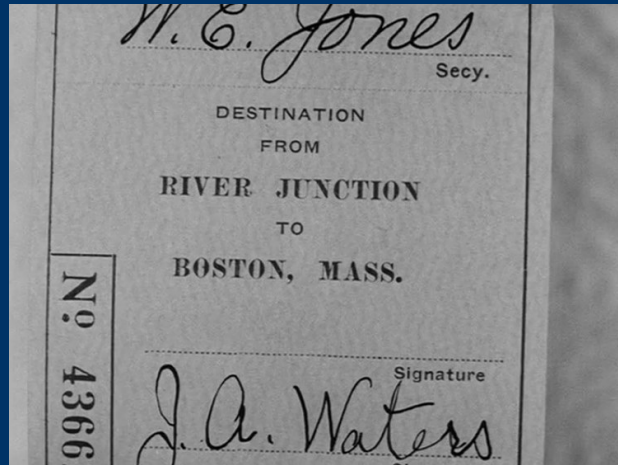 W. E. Jones
Secy.
DESTINATION
FROM
RIVER JUNCTION
TO
BOSTON, MASS.
Signature
J. A. Waters
Nº 4366